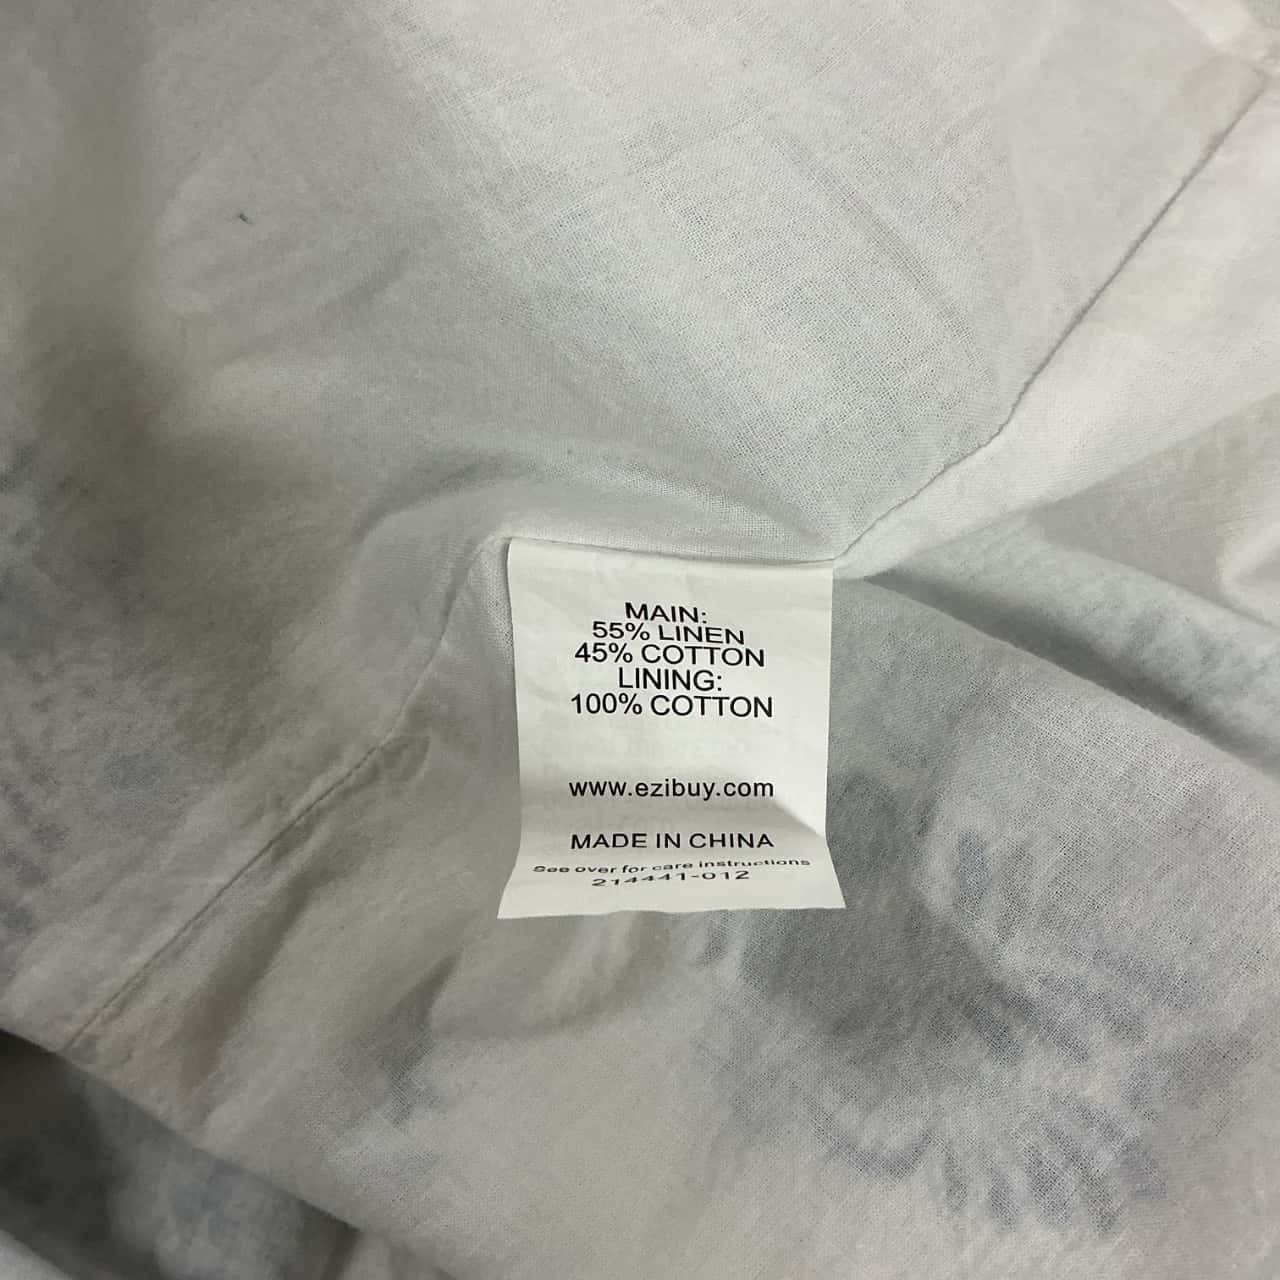 MAIN:
55% LINEN
45% COTTON
LINING:
100% COTTON
www.ezibuy.com
MADE IN CHINA
See over for care instructions
214441-012